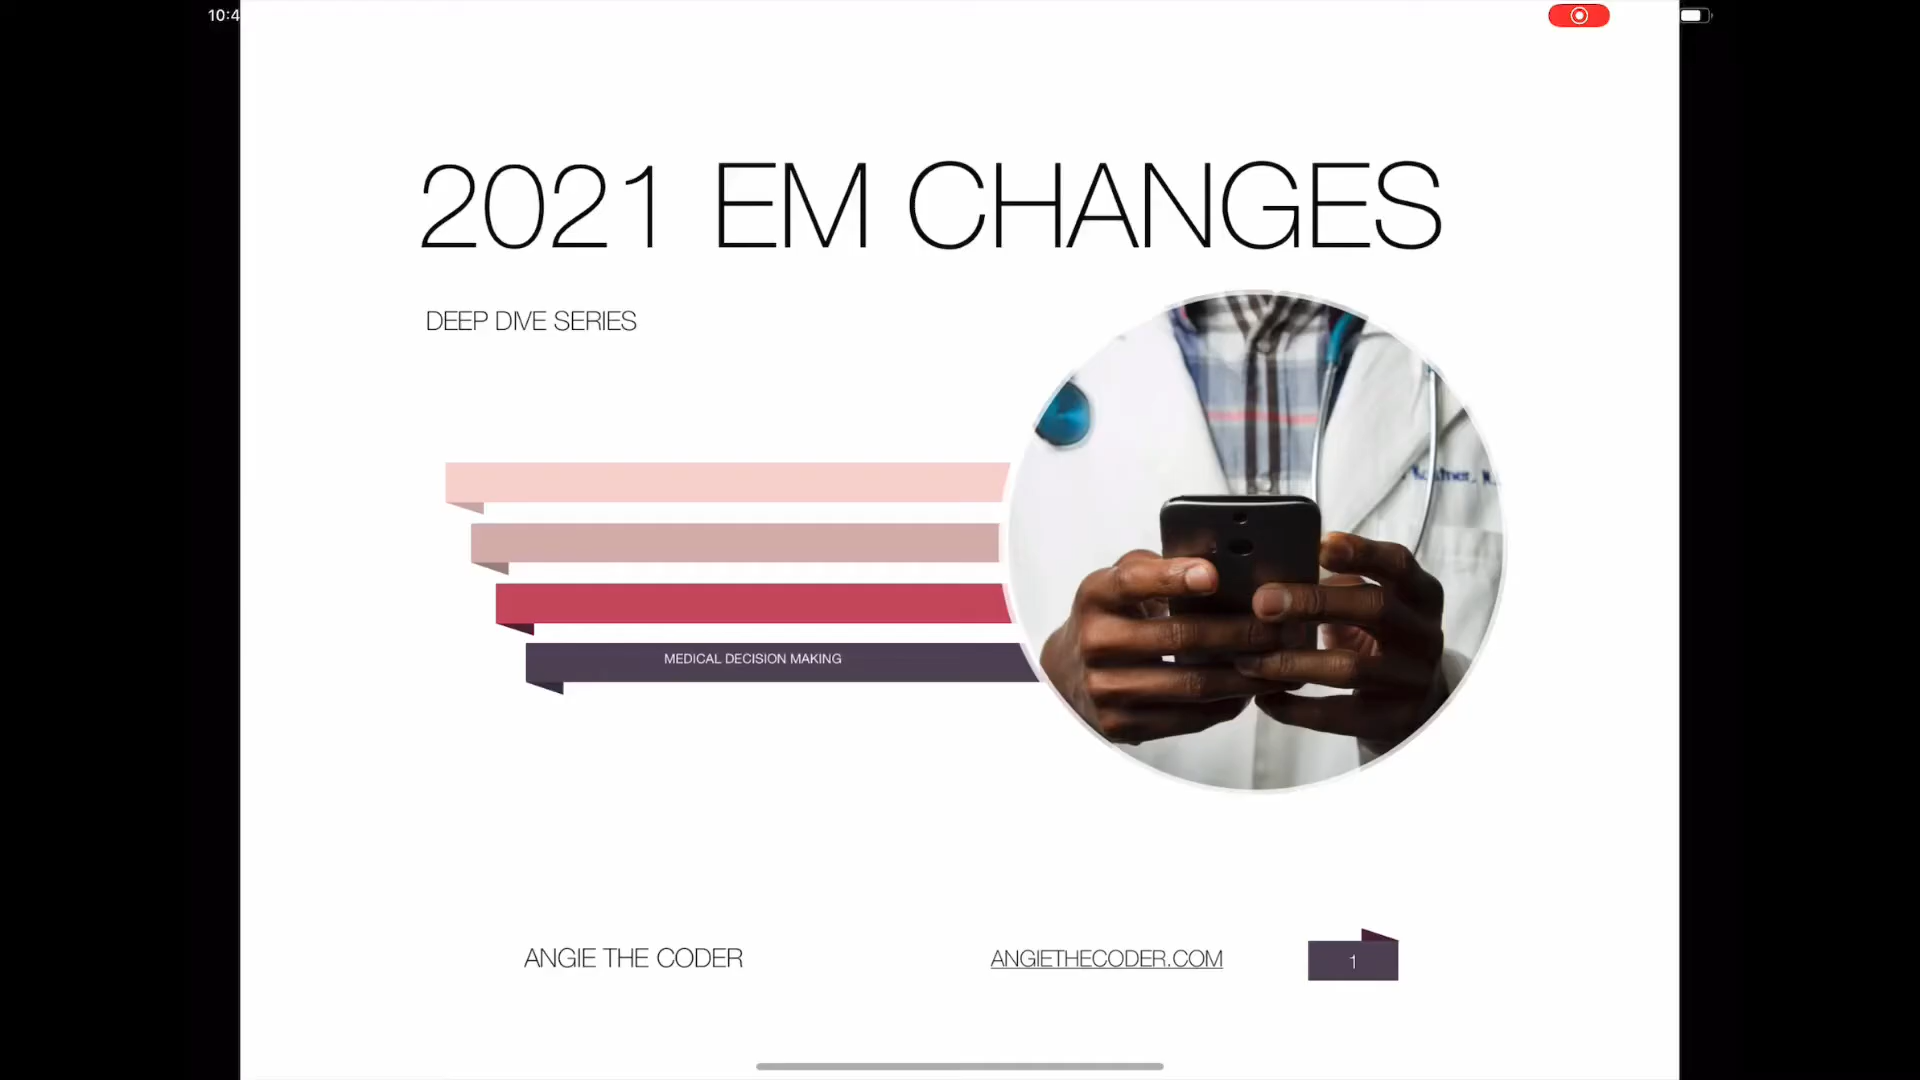 10:4
2021 EM CHANGES
DEEP DIVE SERIES
MEDICAL DECISION MAKING
ANGIE THE CODER
ANGIETHECODER.COM
1